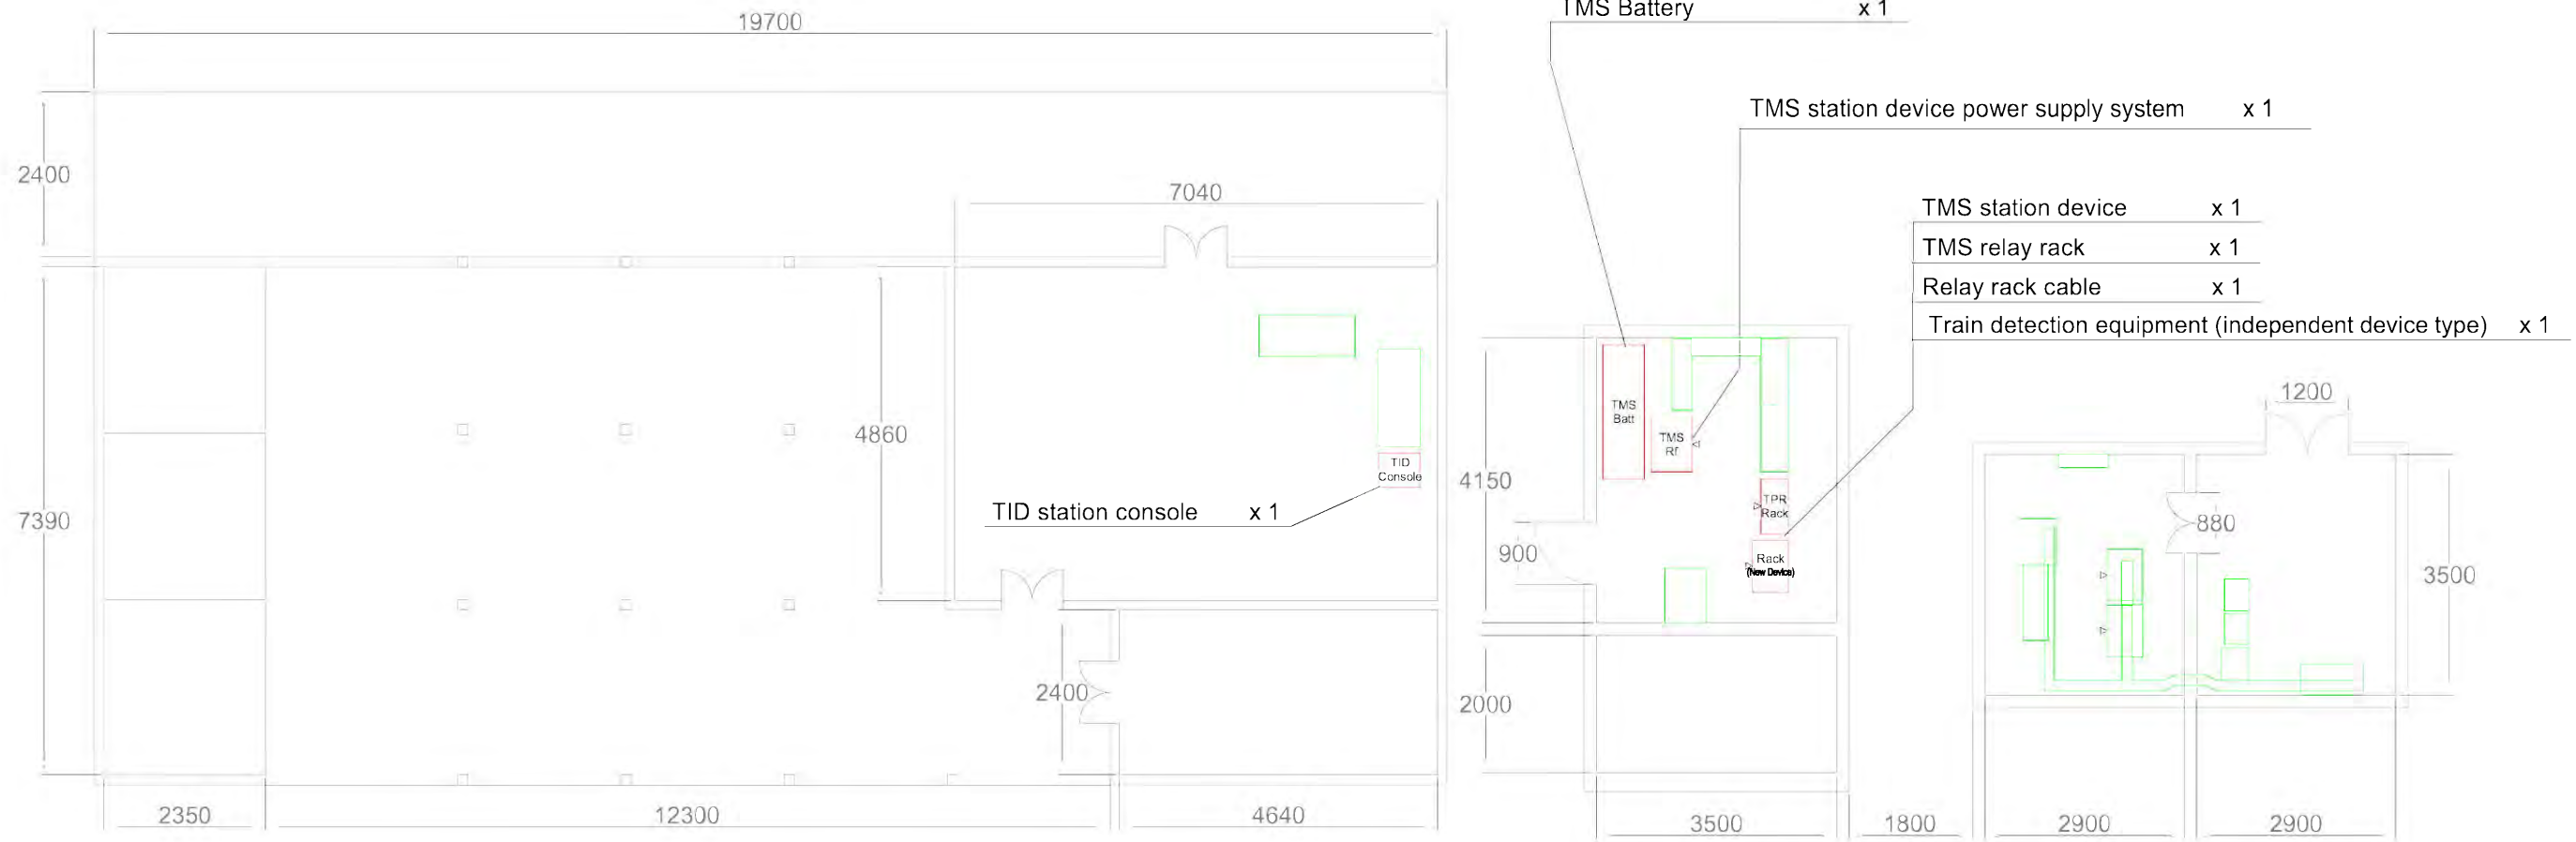 TMS Battery x 1
19700
TMS station device power supply system x 1
2400
7040
TMS station device x 1
TMS relay rack x 1
Relay rack cable x 1
Train detection equipment (independent device type) x 1
1200
TMS
Batt
4860
TMS
Rf
TID
Console
4150
TPR
Rack
TID station console x 1
7390
880
900
Rack
(New Device)
3500
2400
2000
2350
12300
4640
3500
1800
2900
2900